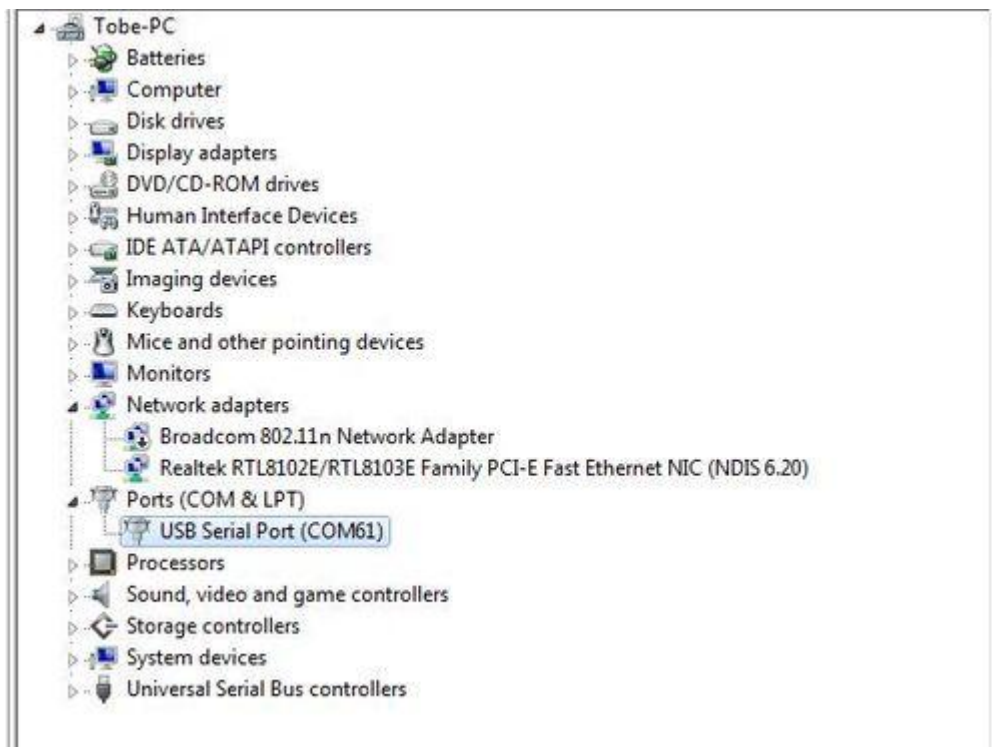 Tobe-PC
Batteries
Computer
Disk drives
Display adapters
DVD/CD-ROM drives
Human Interface Devices
IDE ATA/ATAPI controllers
Imaging devices
Keyboards
Mice and other pointing devices
Monitors
Network adapters
Broadcom 802.11n Network Adapter
Realtek RTL8102E/RTL8103E Family PCI-E Fast Ethernet NIC (NDIS 6.20)
Ports (COM & LPT)
USB Serial Port (COM61)
Processors
Sound, video and game controllers
Storage controllers
System devices
Universal Serial Bus controllers